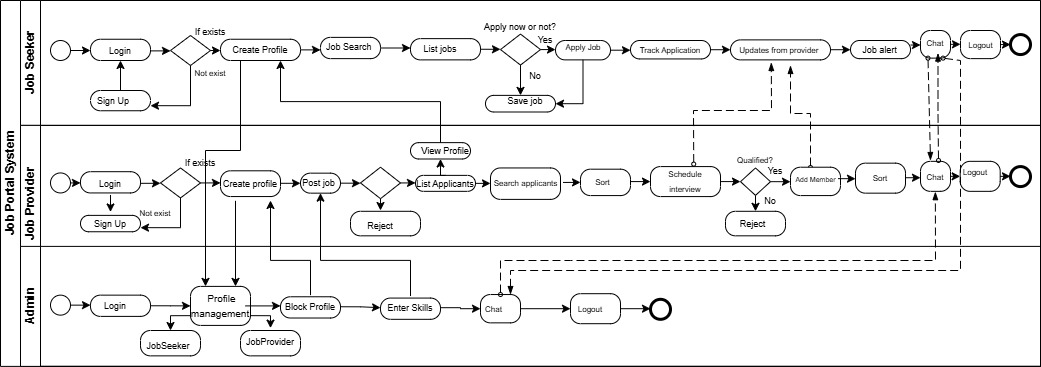 Job Portal System
Job Seeker
Login
If exists
Not exist
Sign Up
Create Profile
Job Search
List jobs
Apply now or not?
Yes
No
Apply Job
Save job
Track Application
Updates from provider
Job alert
Chat
Logout
Job Provider
Login
If exists
Not exist
Sign Up
Create profile
Post job
Reject
View Profile
List Applicants
Search applicants
Sort
Schedule
interview
Qualified?
Yes
No
Reject
Add Member
Sort
Chat
Logout
Admin
Login
Profile
management
JobSeeker
JobProvider
Block Profile
Enter Skills
Chat
Logout